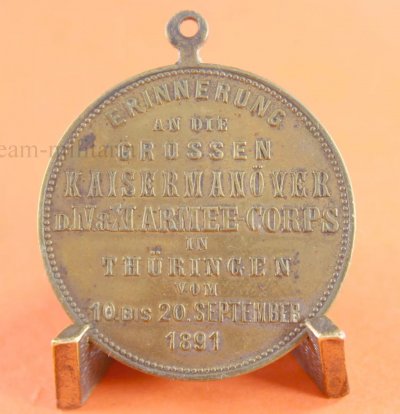 ERINNERUNG
AN DIE
GROSSEN
KAISERMANÖVER
D. IV. & XI. ARMEE-CORPS
IN
THÜRINGEN
VOM
10. BIS 20. SEPTEMBER
1891